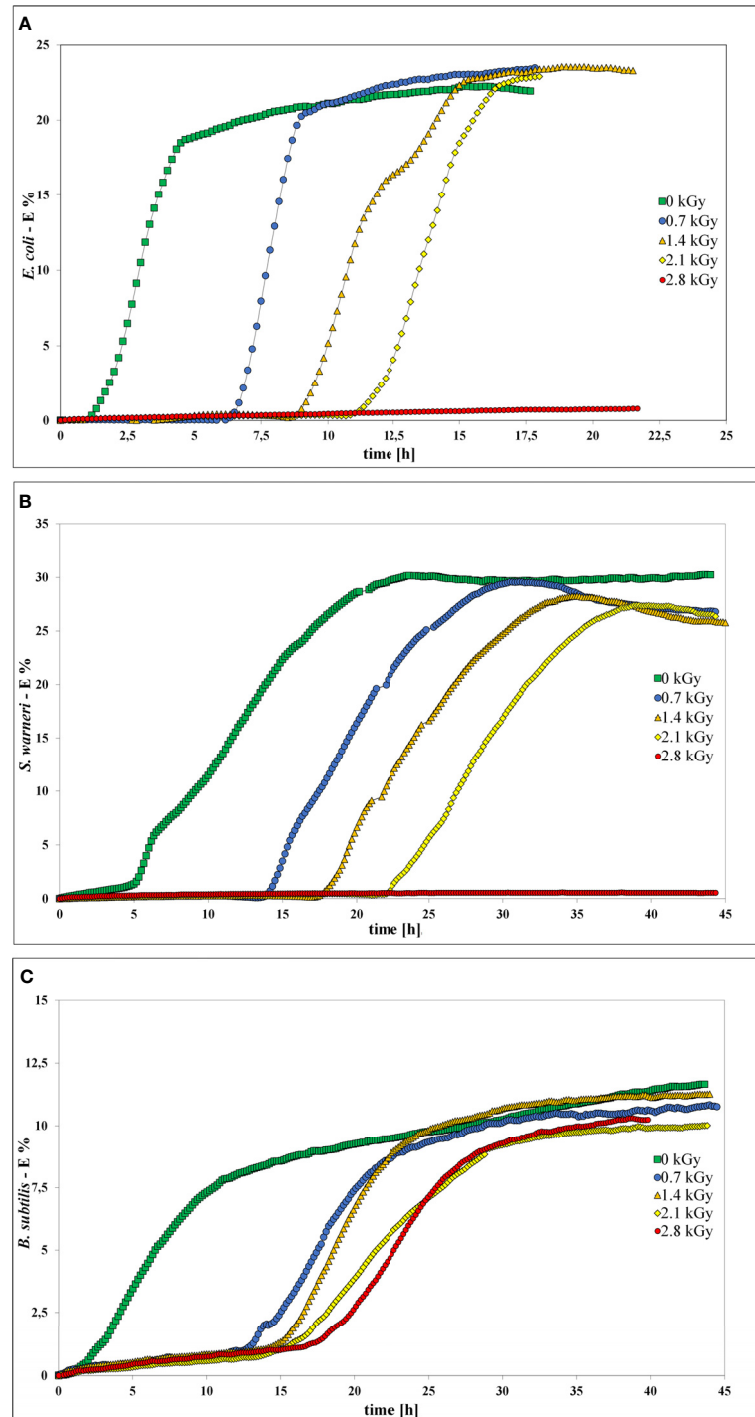 A
25
20
15
10
5
0
E. coli - E %
0 2,5 5 7,5 10 12,5 15 17,5 20 22,5 25
time [h]
0 kGy
0.7 kGy
1.4 kGy
2.1 kGy
2.8 kGy
B
35
30
25
20
15
10
5
0
S. warneri - E %
0 5 10 15 20 25 30 35 40 45
time [h]
0 kGy
0.7 kGy
1.4 kGy
2.1 kGy
2.8 kGy
C
15
12,5
10
7,5
5
2,5
0
B. subtilis - E %
0 5 10 15 20 25 30 35 40 45
time [h]
0 kGy
0.7 kGy
1.4 kGy
2.1 kGy
2.8 kGy